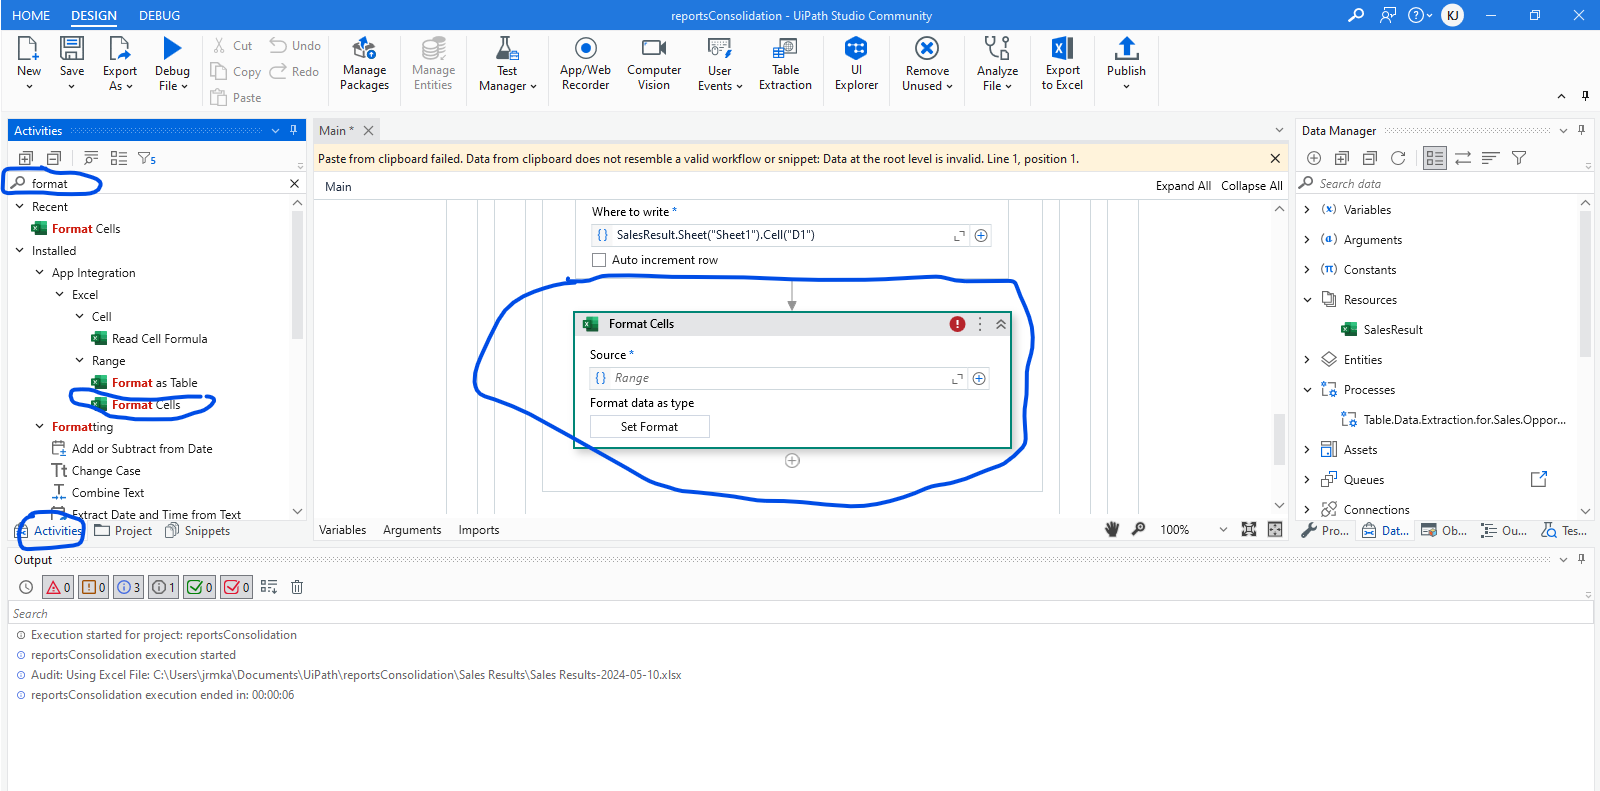 HOME DESIGN DEBUG reportsConsolidation - UiPath Studio Community KJ
New Save Export As Debug File Cut Copy Paste Undo Redo Manage Packages Manage Entities Test Manager App/Web Recorder Computer Vision User Events Table Extraction UI Explorer Remove Unused Analyze File Export to Excel Publish
Activities
5
format
Recent
Format Cells
Installed
App Integration
Excel
Cell
Read Cell Formula
Range
Format as Table
Format Cells
Formatting
Add or Subtract from Date
Change Case
Combine Text
Extract Date and Time from Text
Activities Project Snippets
Main *
Paste from clipboard failed. Data from clipboard does not resemble a valid workflow or snippet: Data at the root level is invalid. Line 1, position 1.
Main Expand All Collapse All
Where to write *
SalesResult.Sheet("Sheet1").Cell("D1")
Auto increment row
Format Cells
Source *
Range
Format data as type
Set Format
Variables Arguments Imports 100%
Data Manager
Search data
Variables
Arguments
Constants
Resources
SalesResult
Entities
Processes
Table.Data.Extraction.for.Sales.Oppor...
Assets
Queues
Connections
Pro... Dat... Ob... Ou... Tes...
Output
0 0 3 1 0 0
Search
Execution started for project: reportsConsolidation
reportsConsolidation execution started
Audit: Using Excel File: C:\Users\jrmka\Documents\UiPath\reportsConsolidation\Sales Results\Sales Results-2024-05-10.xlsx
reportsConsolidation execution ended in: 00:00:06